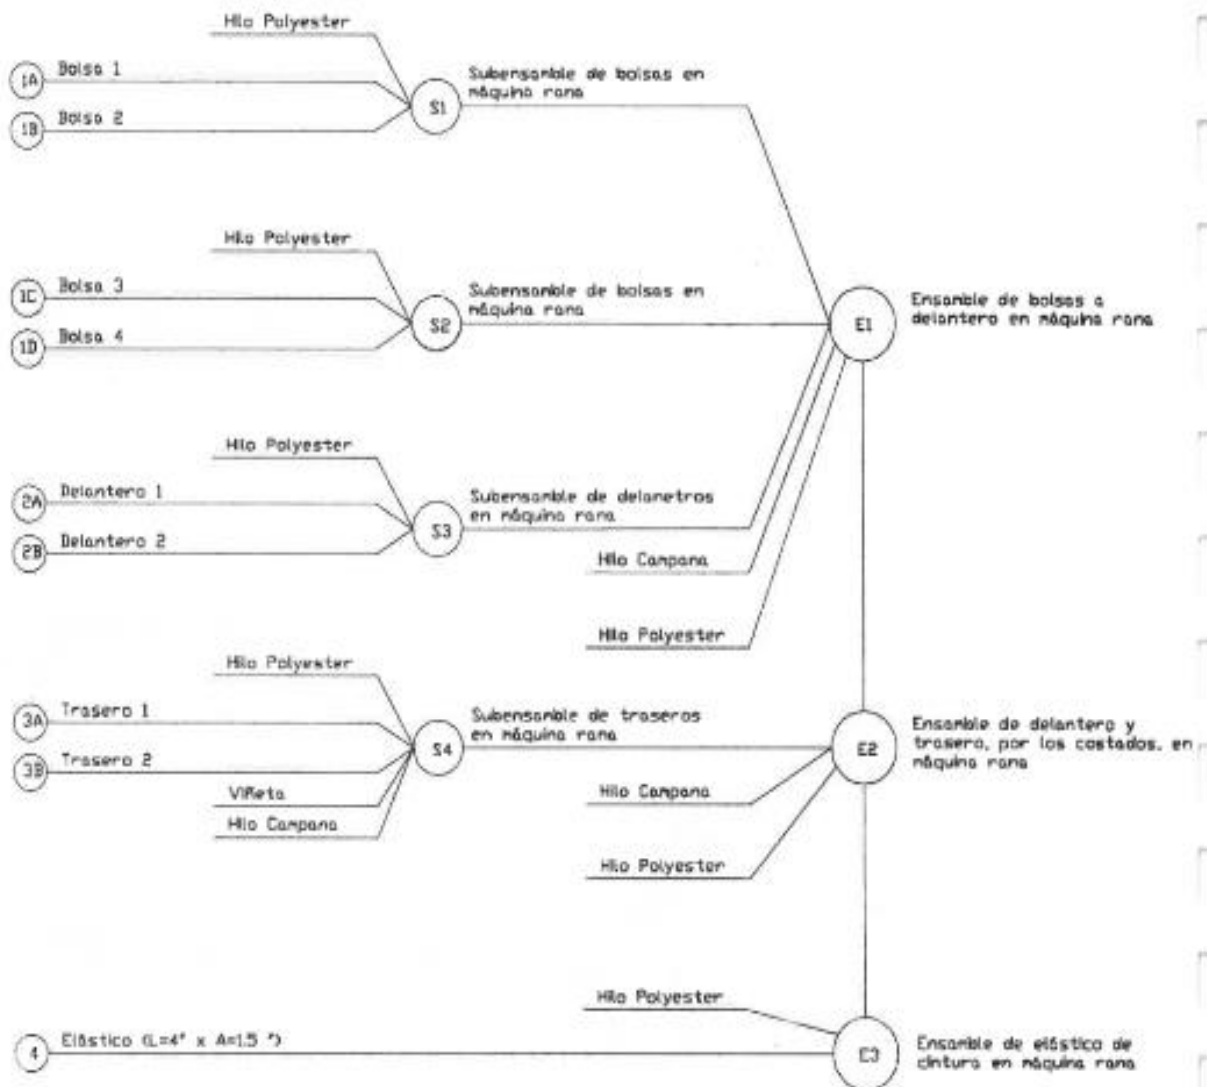 Hilo Polyester
1A Bolsa 1
1B Bolsa 2
S1
Subensamble de bolsas en
máquina rana
Hilo Polyester
1C Bolsa 3
1D Bolsa 4
S2
Subensamble de bolsas en
máquina rana
E1
Ensamble de bolsas a
delantero en máquina rana
Hilo Polyester
2A Delantero 1
2B Delantero 2
S3
Subensamble de delanetros
en máquina rana
Hilo Campana
Hilo Polyester
Hilo Polyester
3A Trasero 1
3B Trasero 2
Viñeta
Hilo Campana
S4
Subensamble de traseros
en máquina rana
Hilo Campana
Hilo Polyester
E2
Ensamble de delantero y
trasero, por los costados, en
máquina rana
Hilo Polyester
4 Elástico (L=4" x A=1.5 ")
E3
Ensamble de elástico de
cintura en máquina rana